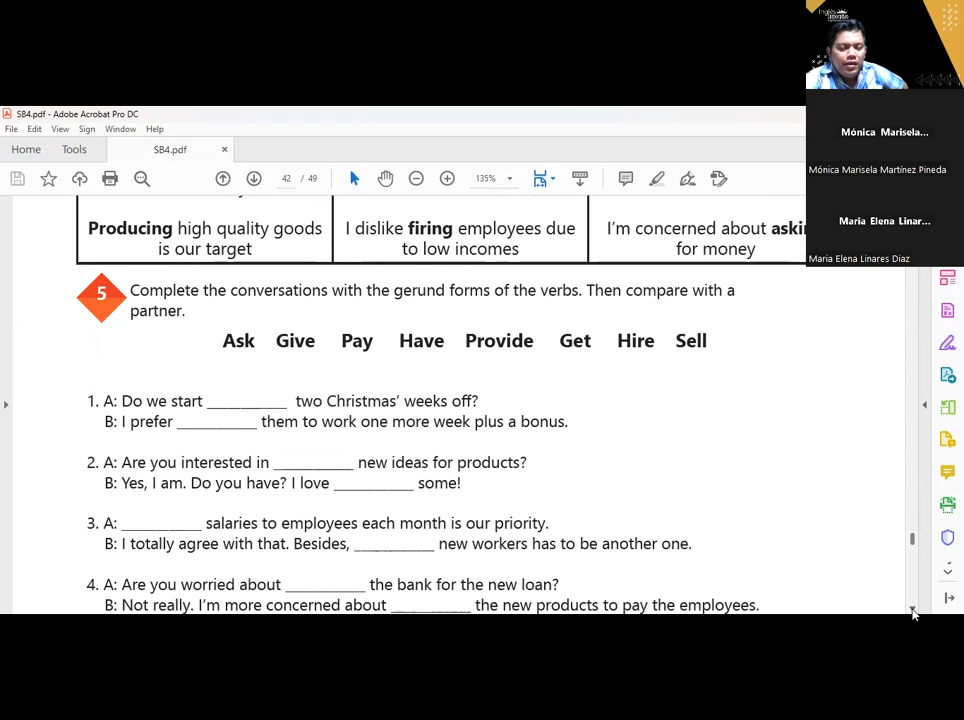 Inglés
SB4.pdf - Adobe Acrobat Pro DC
File Edit View Sign Window Help
Home Tools SB4.pdf ×
42 / 49 135%
Mónica Marisela...
Mónica Marisela Martínez Pineda
Maria Elena Linar...
Maria Elena Linares Diaz
Producing high quality goods
is our target
I dislike firing employees due
to low incomes
I'm concerned about askin
for money
5
Complete the conversations with the gerund forms of the verbs. Then compare with a
partner.
Ask Give Pay Have Provide Get Hire Sell
1. A: Do we start __________ two Christmas' weeks off?
B: I prefer __________ them to work one more week plus a bonus.
2. A: Are you interested in __________ new ideas for products?
B: Yes, I am. Do you have? I love __________ some!
3. A: __________ salaries to employees each month is our priority.
B: I totally agree with that. Besides, __________ new workers has to be another one.
4. A: Are you worried about __________ the bank for the new loan?
B: Not really. I'm more concerned about __________ the new products to pay the employees.